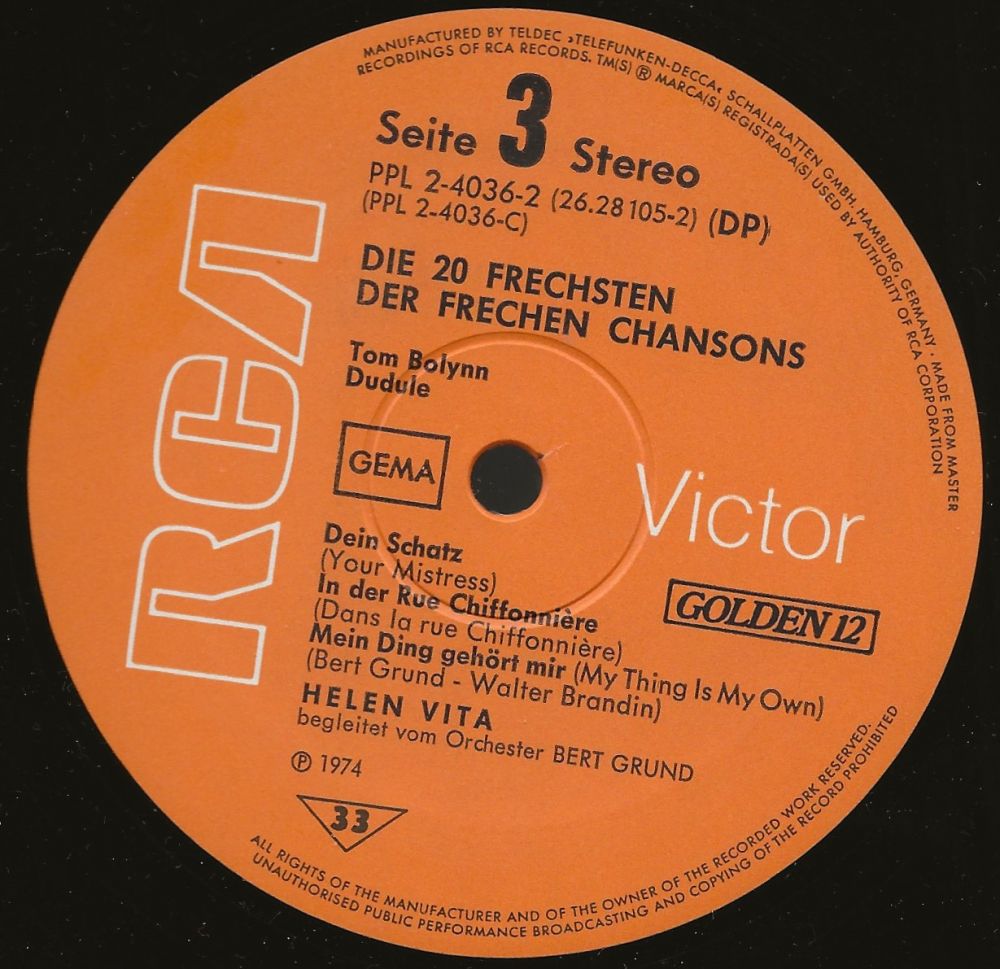 MANUFACTURED BY TELDEC »TELEFUNKEN-DECCA« SCHALLPLATTEN GMBH, HAMBURG, GERMANY · MADE FROM MASTER
RECORDINGS OF RCA RECORDS. TM(S) ® MARCA(S) REGISTRADA(S) USED BY AUTHORITY OF RCA CORPORATION
Seite 3 Stereo
PPL 2-4036-2 (26.28105-2) (DP)
(PPL 2-4036-C)
DIE 20 FRECHSTEN
DER FRECHEN CHANSONS
Tom Bolynn
Dudule
RCA
GEMA
Victor
Dein Schatz
(Your Mistress)
In der Rue Chiffonnière
(Dans la rue Chiffonnière)
Mein Ding gehört mir (My Thing Is My Own)
(Bert Grund - Walter Brandin)
GOLDEN 12
HELEN VITA
begleitet vom Orchester BERT GRUND
℗ 1974
33
ALL RIGHTS OF THE MANUFACTURER AND OF THE OWNER OF THE RECORDED WORK RESERVED.
UNAUTHORISED PUBLIC PERFORMANCE BROADCASTING AND COPYING OF THE RECORD PROHIBITED